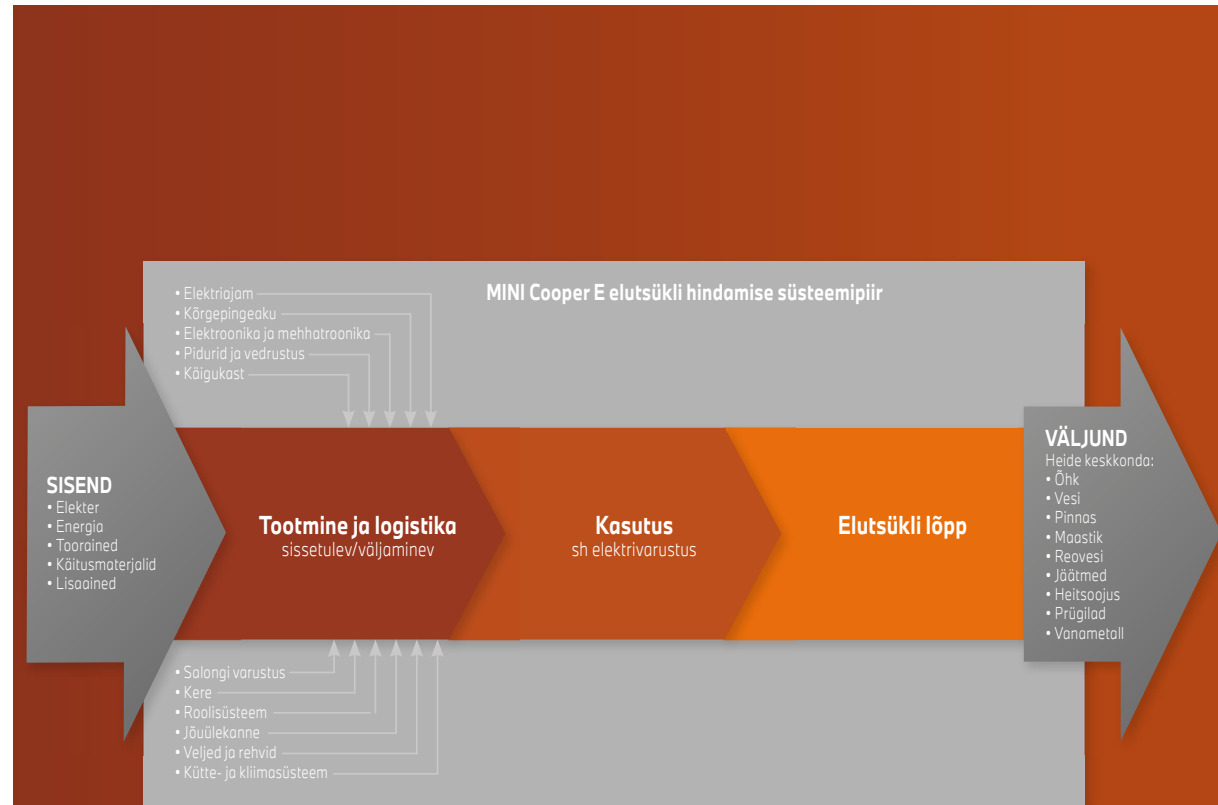 MINI Cooper E elutsükli hindamise süsteemipiir
• Elektriajam
• Kõrgepingeaku
• Elektroonika ja mehhatroonika
• Pidurid ja vedrustus
• Käigukast
SISEND
• Elekter
• Energia
• Toorained
• Käitusmaterjalid
• Lisaained
Tootmine ja logistika
sissetulev/väljaminev
Kasutus
sh elektrivarustus
Elutsükli lõpp
VÄLJUND
Heide keskkonda:
• Õhk
• Vesi
• Pinnas
• Maastik
• Reovesi
• Jäätmed
• Heitsoojus
• Prügilad
• Vanametall
• Salongi varustus
• Kere
• Roolisüsteem
• Jõuülekanne
• Veljed ja rehvid
• Kütte- ja kliimasüsteem